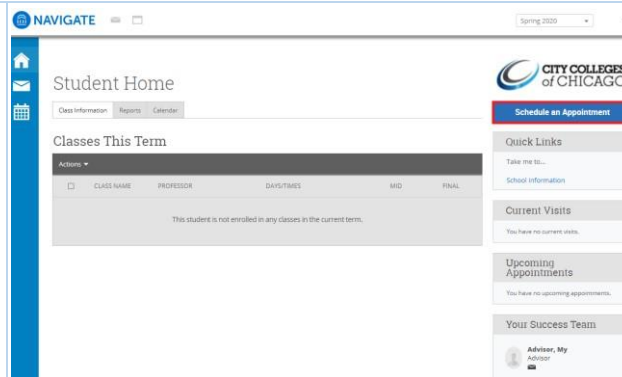 NAVIGATE
Spring 2020
Student Home
Class Information Reports Calendar
Classes This Term
Actions
CLASS NAME PROFESSOR DAYS/TIMES MID FINAL
This student is not enrolled in any classes in the current term.
CITY COLLEGES
of CHICAGO
Schedule an Appointment
Quick Links
Take me to...
School Information
Current Visits
You have no current visits.
Upcoming
Appointments
You have no upcoming appointments.
Your Success Team
Advisor, My
Advisor